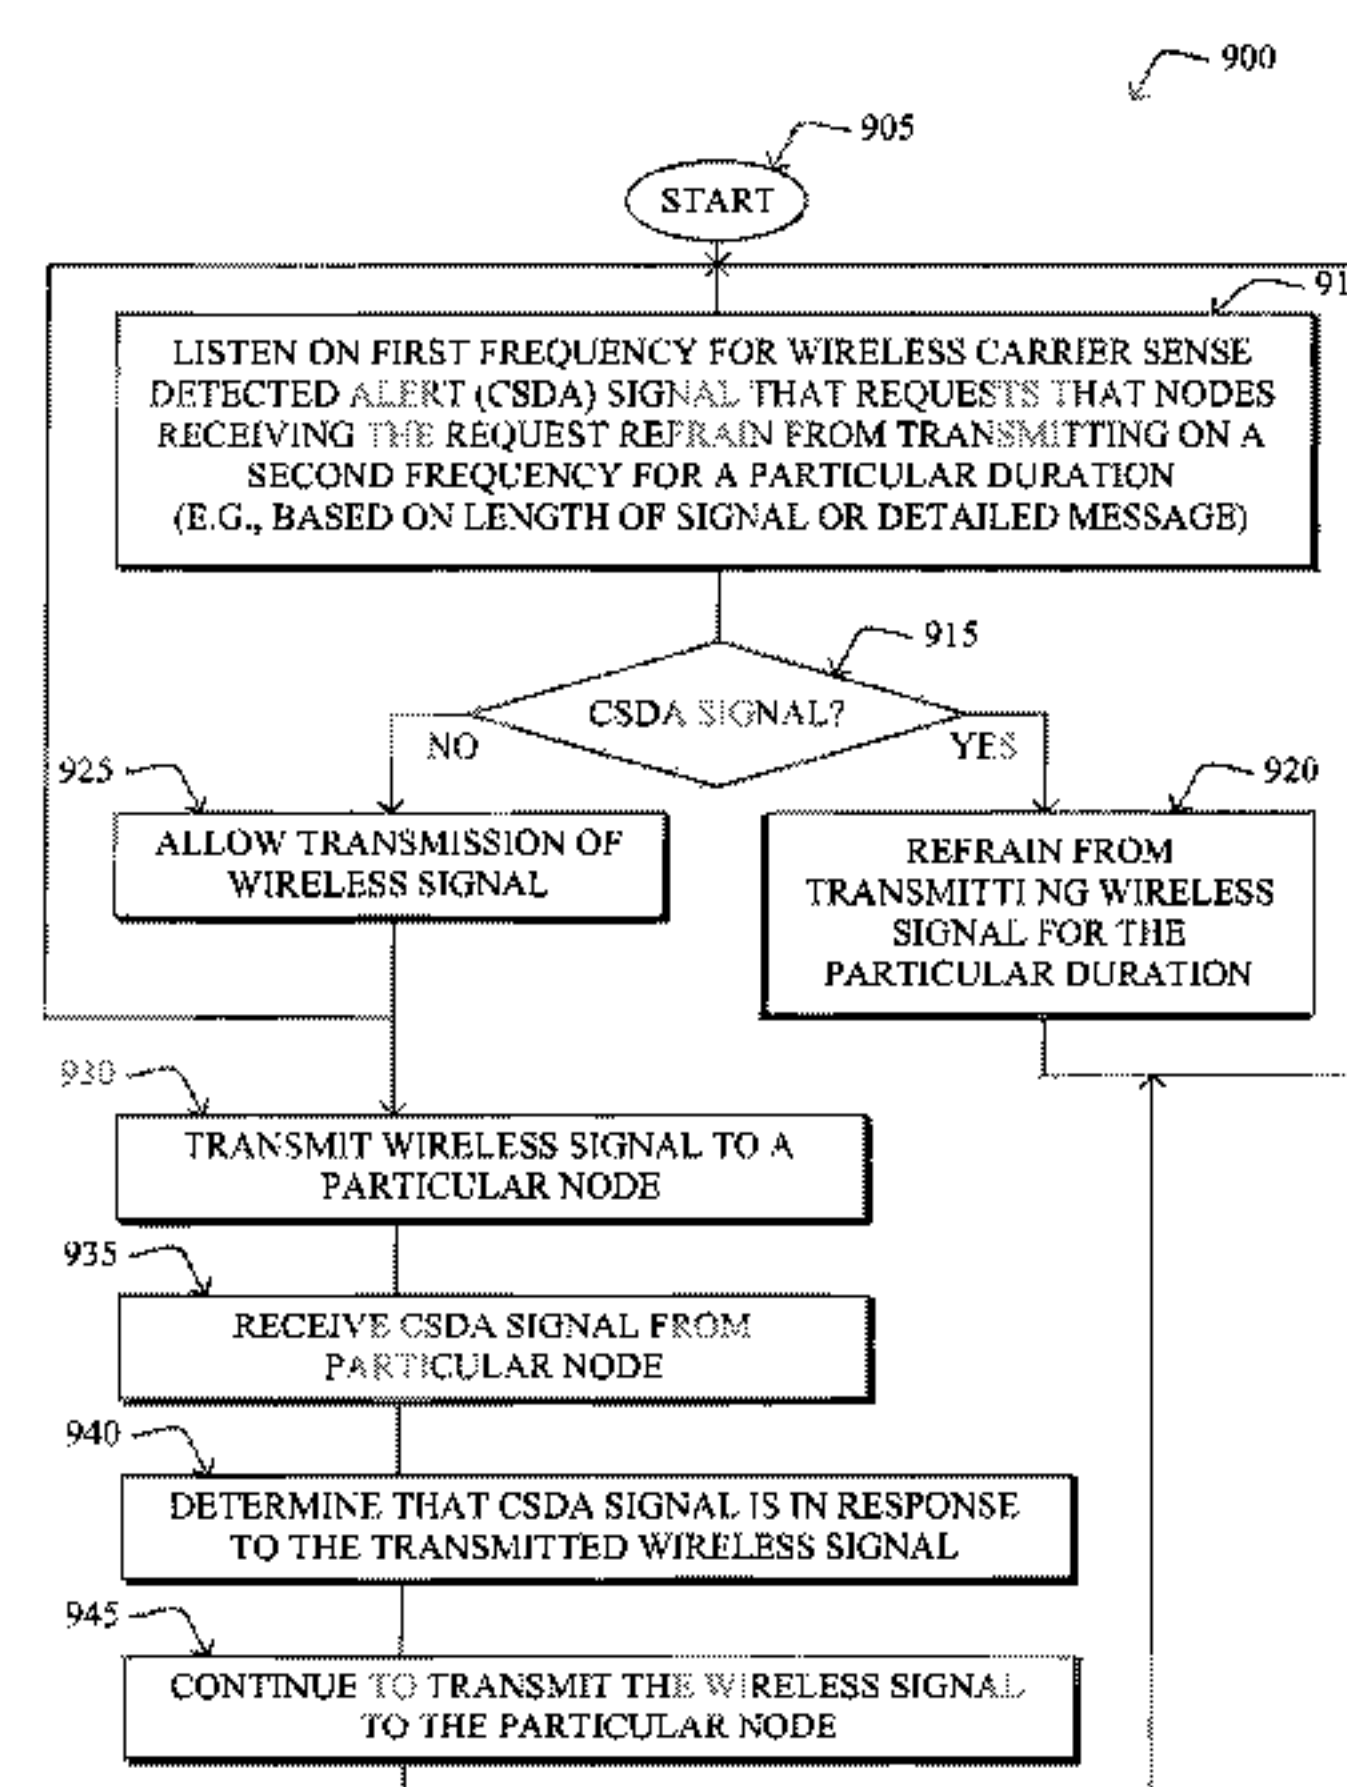 900
905
START
91
LISTEN ON FIRST FREQUENCY FOR WIRELESS CARRIER SENSE
DETECTED ALERT (CSDA) SIGNAL THAT REQUESTS THAT NODES
RECEIVING THE REQUEST REFRAIN FROM TRANSMITTING ON A
SECOND FREQUENCY FOR A PARTICULAR DURATION
(E.G., BASED ON LENGTH OF SIGNAL OR DETAILED MESSAGE)
915
CSDA SIGNAL?
NO
YES
925
920
ALLOW TRANSMISSION OF
WIRELESS SIGNAL
REFRAIN FROM
TRANSMITTING WIRELESS
SIGNAL FOR THE
PARTICULAR DURATION
930
TRANSMIT WIRELESS SIGNAL TO A
PARTICULAR NODE
935
RECEIVE CSDA SIGNAL FROM
PARTICULAR NODE
940
DETERMINE THAT CSDA SIGNAL IS IN RESPONSE
TO THE TRANSMITTED WIRELESS SIGNAL
945
CONTINUE TO TRANSMIT THE WIRELESS SIGNAL
TO THE PARTICULAR NODE